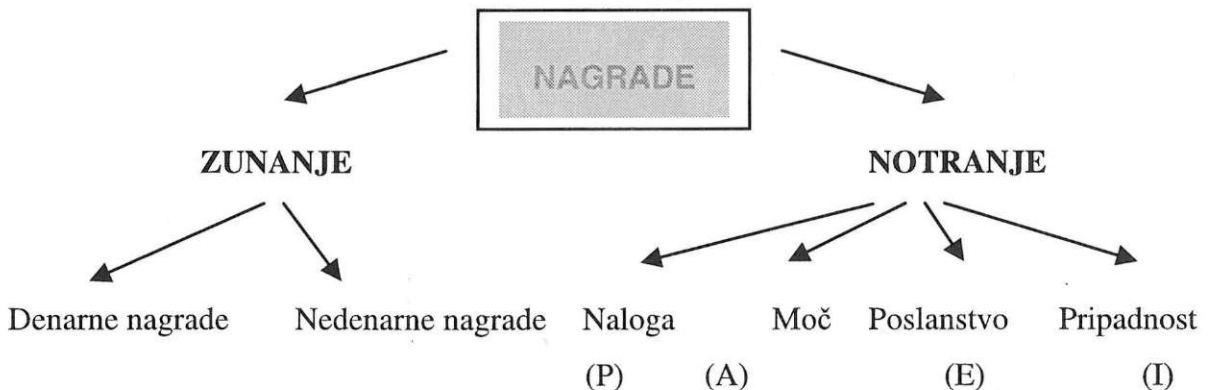 NAGRADE
ZUNANJE NOTRANJE
Denarne nagrade Nedenarne nagrade Naloga Moč Poslanstvo Pripadnost
(P) (A) (E) (I)